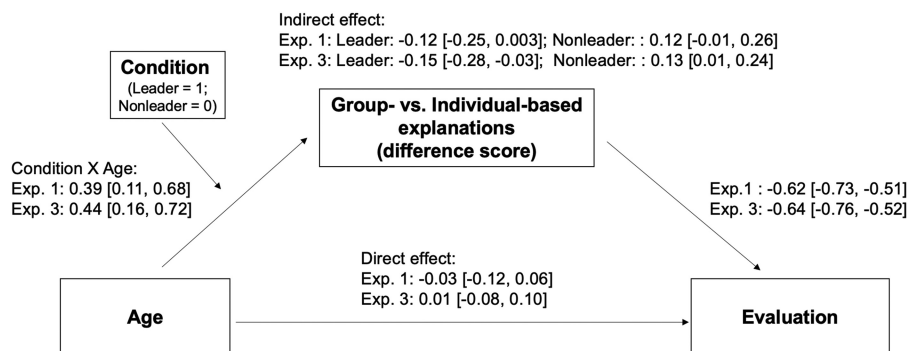 Indirect effect:
Exp. 1: Leader: -0.12 [-0.25, 0.003]; Nonleader: : 0.12 [-0.01, 0.26]
Exp. 3: Leader: -0.15 [-0.28, -0.03]; Nonleader: : 0.13 [0.01, 0.24]
Condition
(Leader = 1;
Nonleader = 0)
Group- vs. Individual-based
explanations
(difference score)
Condition X Age:
Exp. 1: 0.39 [0.11, 0.68]
Exp. 3: 0.44 [0.16, 0.72]
Exp.1 : -0.62 [-0.73, -0.51]
Exp. 3: -0.64 [-0.76, -0.52]
Direct effect:
Exp. 1: -0.03 [-0.12, 0.06]
Exp. 3: 0.01 [-0.08, 0.10]
Age
Evaluation